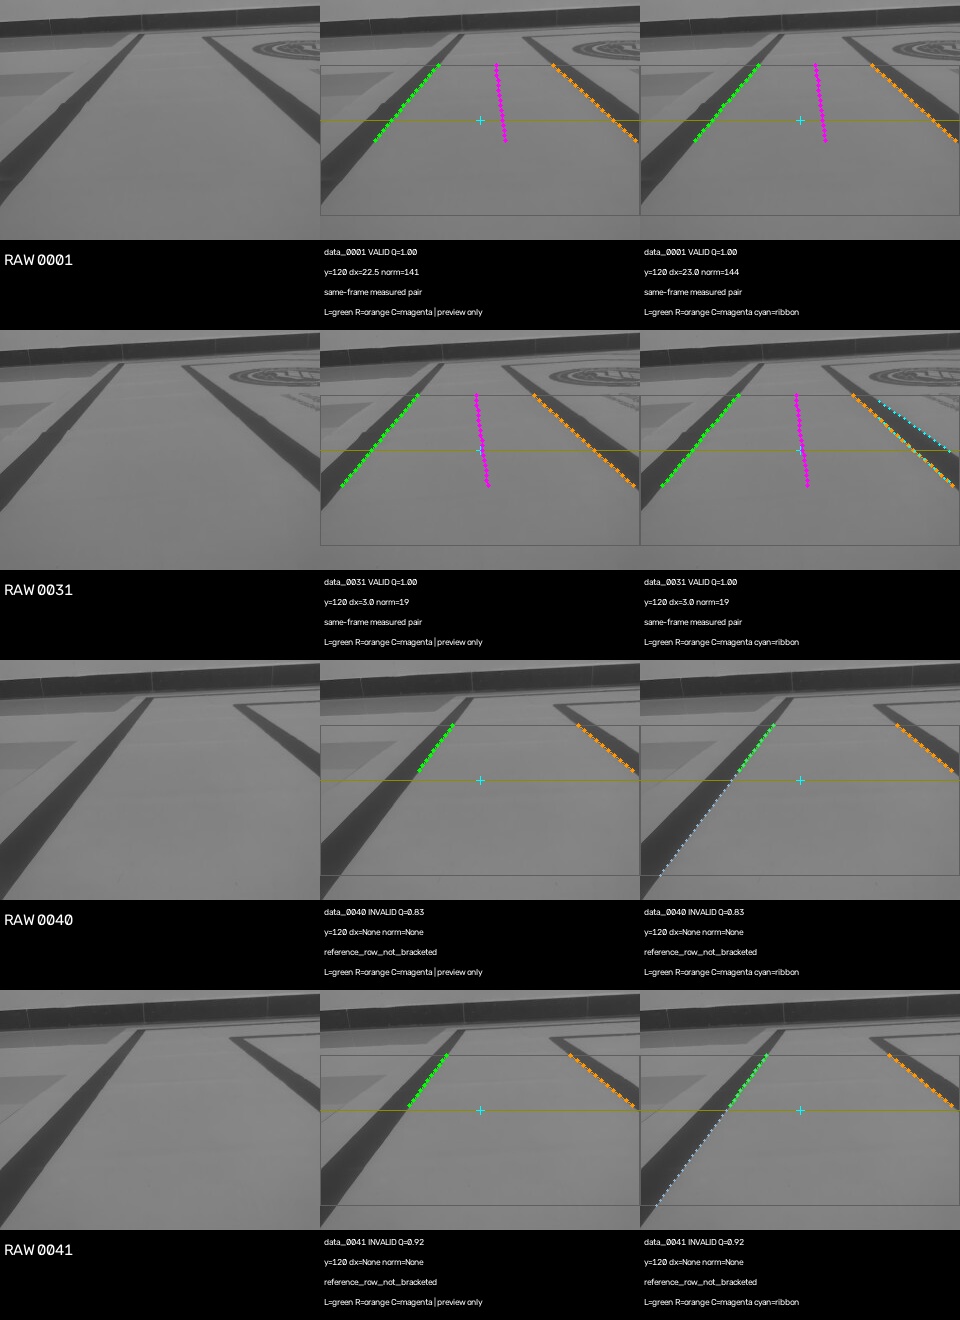 RAW 0001
data_0001 VALID Q=1.00
y=120 dx=22.5 norm=141
same-frame measured pair
L=green R=orange C=magenta | preview only
data_0001 VALID Q=1.00
y=120 dx=23.0 norm=144
same-frame measured pair
L=green R=orange C=magenta cyan=ribbon
RAW 0031
data_0031 VALID Q=1.00
y=120 dx=3.0 norm=19
same-frame measured pair
L=green R=orange C=magenta | preview only
data_0031 VALID Q=1.00
y=120 dx=3.0 norm=19
same-frame measured pair
L=green R=orange C=magenta cyan=ribbon
RAW 0040
data_0040 INVALID Q=0.83
y=120 dx=None norm=None
reference_row_not_bracketed
L=green R=orange C=magenta | preview only
data_0040 INVALID Q=0.83
y=120 dx=None norm=None
reference_row_not_bracketed
L=green R=orange C=magenta cyan=ribbon
RAW 0041
data_0041 INVALID Q=0.92
y=120 dx=None norm=None
reference_row_not_bracketed
L=green R=orange C=magenta | preview only
data_0041 INVALID Q=0.92
y=120 dx=None norm=None
reference_row_not_bracketed
L=green R=orange C=magenta cyan=ribbon